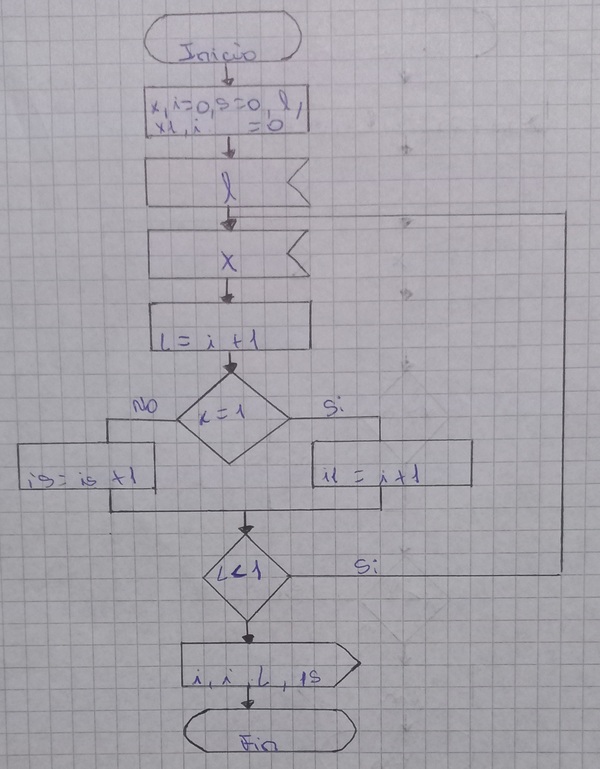 Inicio
x, i=0, s=0, l,
x1, i =0
l
x
L = i + 1
No
Si
x = 1
is = is + 1
i1 = i + 1
L < 1
Si
i, i, L, 1s
Fin